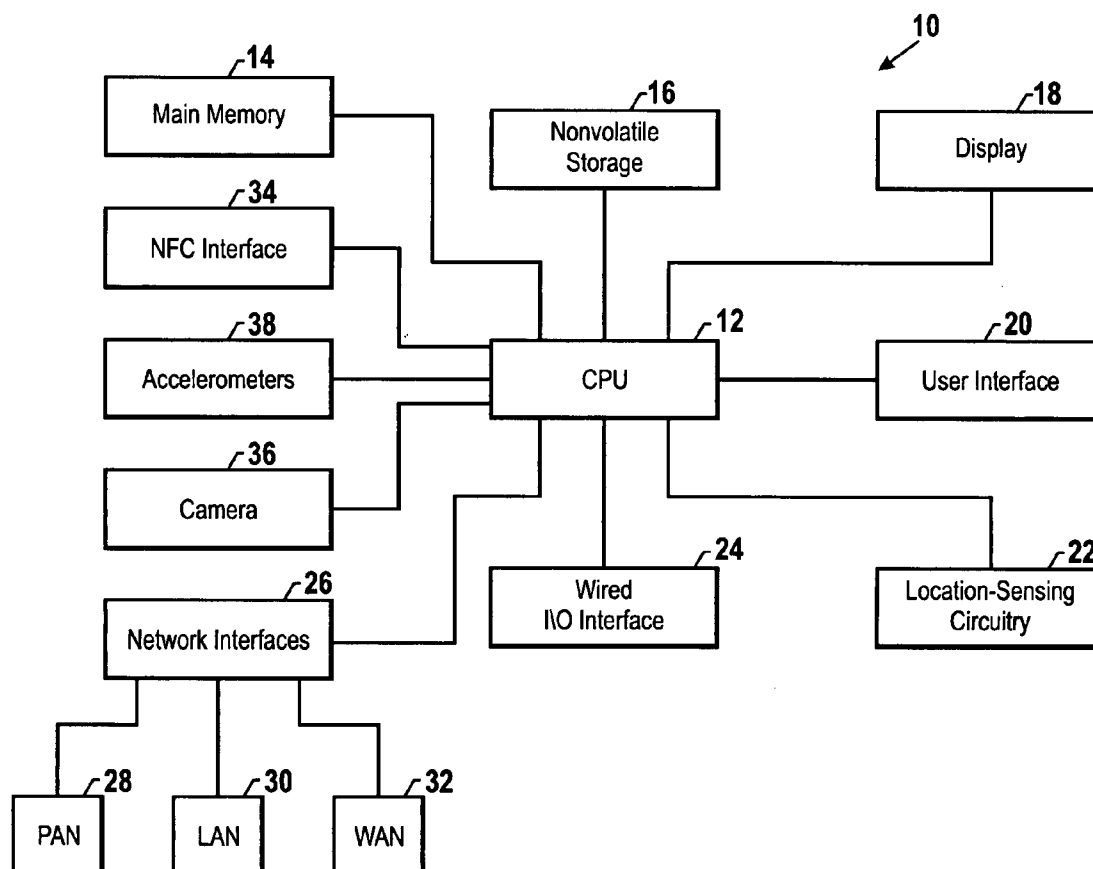 10
14
Main Memory
16
Nonvolatile
Storage
18
Display
34
NFC Interface
38
Accelerometers
12
CPU
20
User Interface
36
Camera
24
Wired
I\O Interface
22
Location-Sensing
Circuitry
26
Network Interfaces
28
PAN
30
LAN
32
WAN